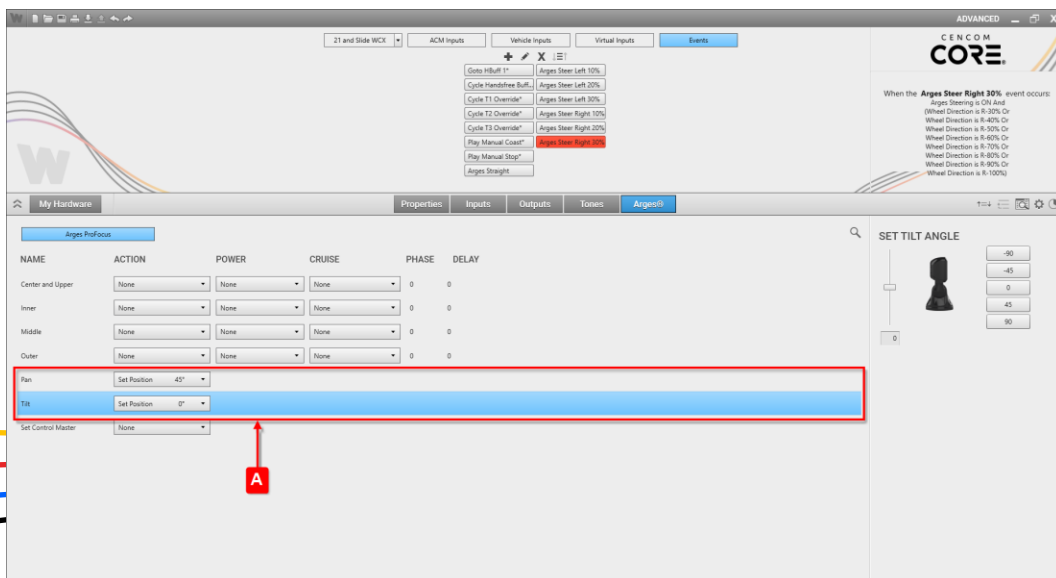 W
ADVANCED
21 and Slide WCX
ACM Inputs
Vehicle Inputs
Virtual Inputs
Events
Goto HBuff 1*
Arges Steer Left 10%
Cycle Handsfree Buff...
Arges Steer Left 20%
Cycle T1 Override*
Arges Steer Left 30%
Cycle T2 Override*
Arges Steer Right 10%
Cycle T3 Override*
Arges Steer Right 20%
Play Manual Coast*
Arges Steer Right 30%
Play Manual Stop*
Arges Straight
W
CENCOM
CORE
When the Arges Steer Right 30% event occurs:
Arges Steering is ON And
(Wheel Direction is R-30% Or
Wheel Direction is R-40% Or
Wheel Direction is R-50% Or
Wheel Direction is R-60% Or
Wheel Direction is R-70% Or
Wheel Direction is R-80% Or
Wheel Direction is R-90% Or
Wheel Direction is R-100%)
My Hardware
Properties
Inputs
Outputs
Tones
Arges®
Arges ProFocus
NAME ACTION POWER CRUISE PHASE DELAY
Center and Upper None None None 0 0
Inner None None None 0 0
Middle None None None 0 0
Outer None None None 0 0
Pan Set Position 45°
Tilt Set Position 0°
Set Control Master None
A
SET TILT ANGLE
-90
-45
0
45
90
0